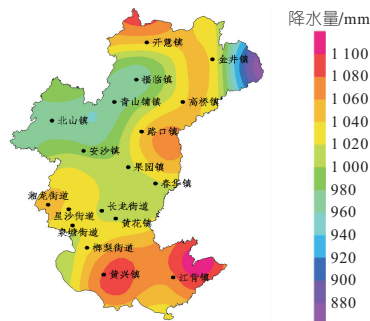 降水量/mm
1 100
1 080
1 060
1 040
1 020
1 000
980
960
940
920
900
880
开慧镇
金井镇
福临镇
青山铺镇
高桥镇
北山镇
路口镇
安沙镇
果园镇
春华镇
湘龙街道
星沙街道
长龙街道
黄花镇
泉塘街道
㮾梨街道
黄兴镇
江背镇